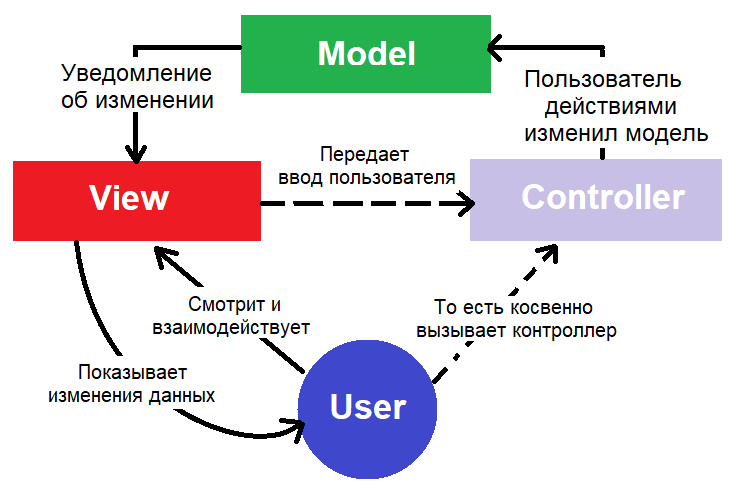 Model
Уведомление
об изменении
Пользователь
действиями
изменил модель
View
Передает
ввод пользователя
Controller
Смотрит и
взаимодействует
То есть косвенно
вызывает контроллер
Показывает
изменения данных
User